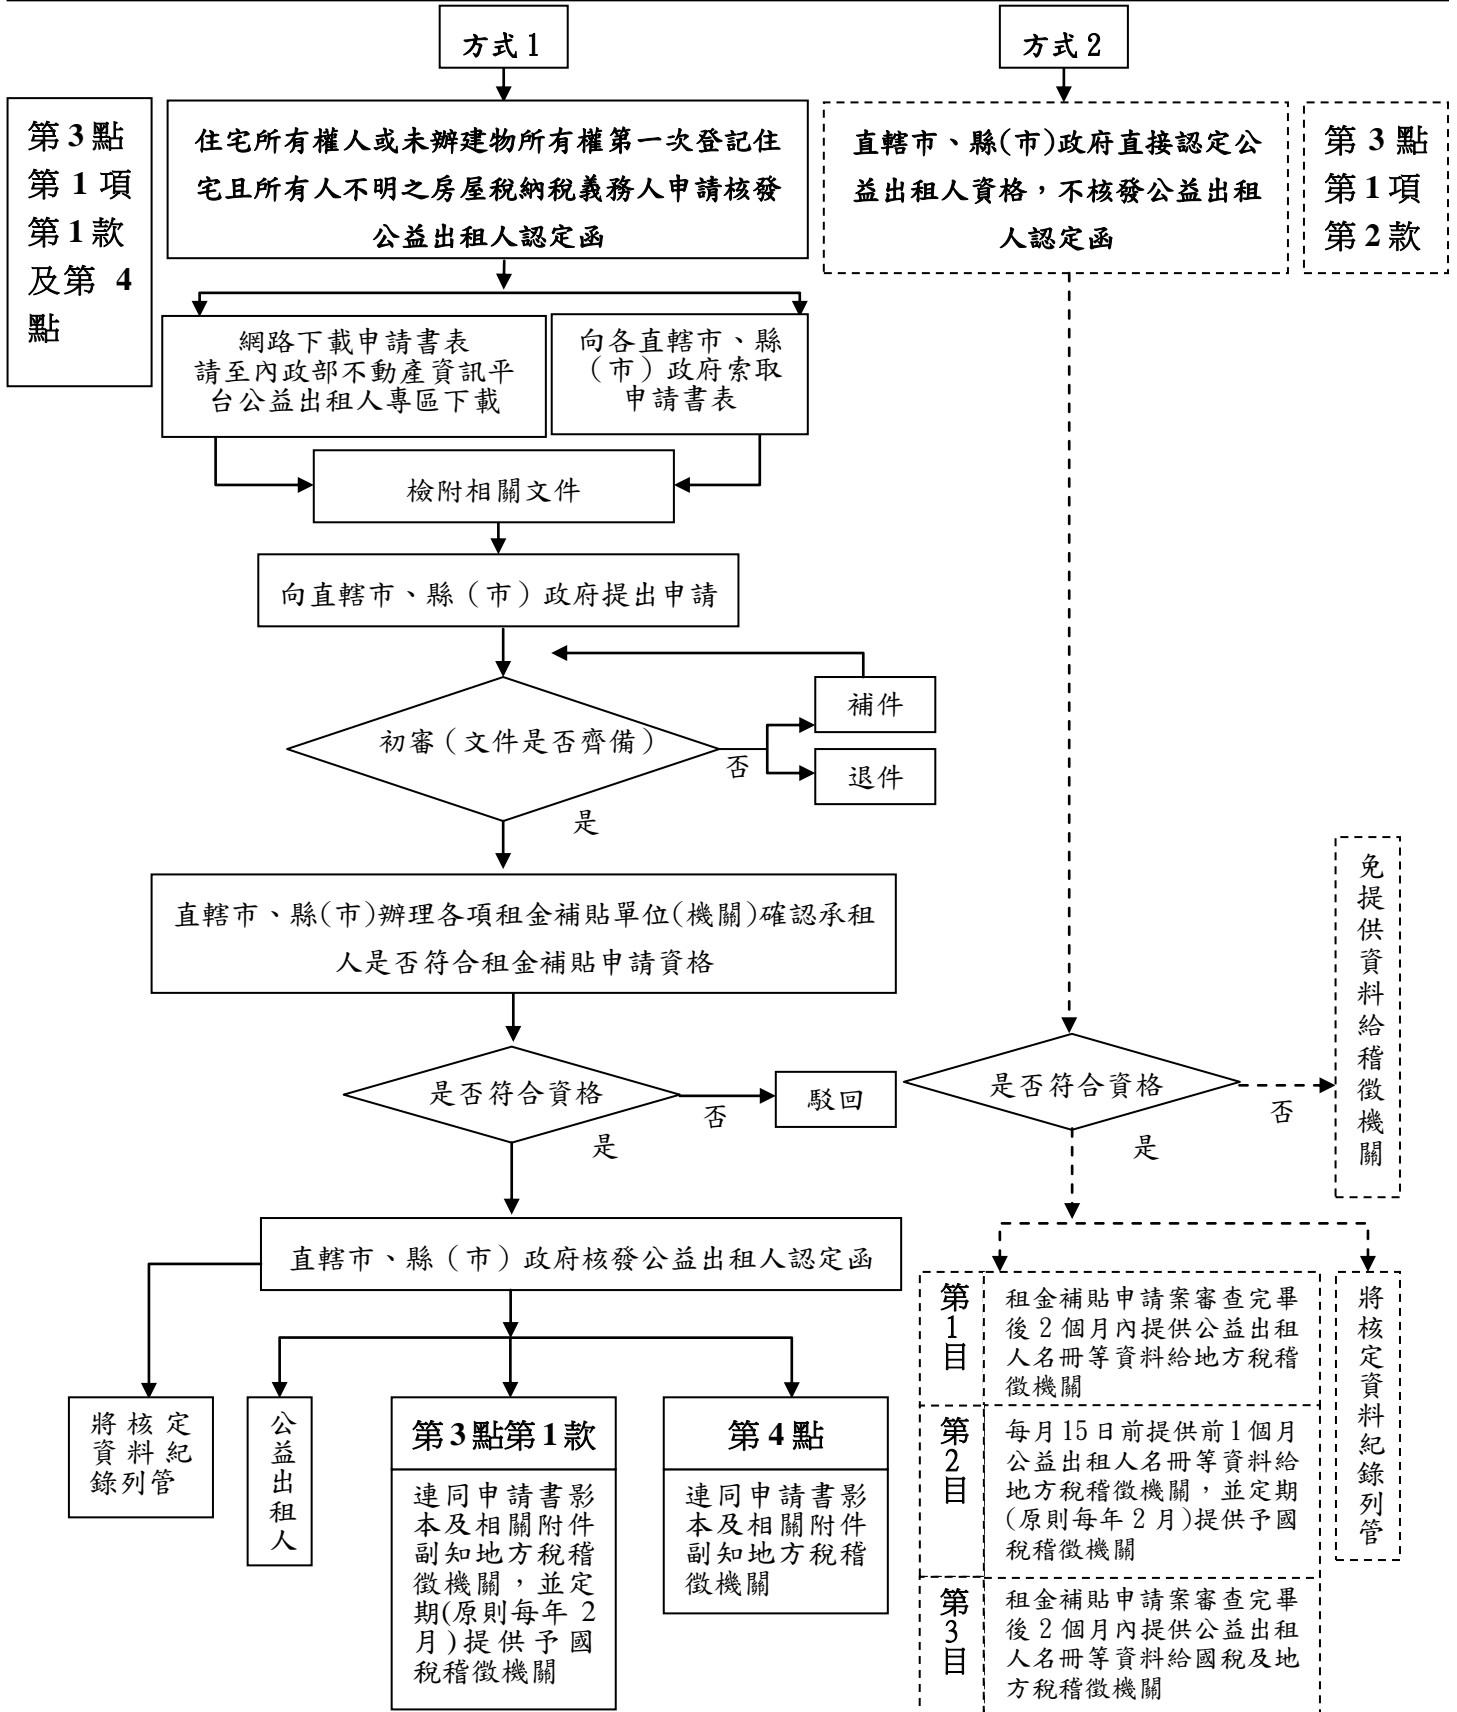 方式 1
方式 2
第 3 點
第 1 項
第 1 款
及第 4
點
住宅所有權人或未辦建物所有權第一次登記住
宅且所有人不明之房屋稅納稅義務人申請核發
公益出租人認定函
直轄市、縣(市)政府直接認定公
益出租人資格，不核發公益出租
人認定函
第 3 點
第 1 項
第 2 款
網路下載申請書表
請至內政部不動產資訊平
台公益出租人專區下載
向各直轄市、縣
（市）政府索取
申請書表
檢附相關文件
向直轄市、縣（市）政府提出申請
初審（文件是否齊備）
否
補件
退件
是
直轄市、縣(市)辦理各項租金補貼單位(機關)確認承租
人是否符合租金補貼申請資格
免提供資料給稽徵機關
是否符合資格
否
駁回
是
是否符合資格
否
是
直轄市、縣（市）政府核發公益出租人認定函
將核定
資料紀
錄列管
公益出租人
第 3 點第 1 款
連同申請書影
本及相關附件
副知地方稅稽
徵機關，並定
期(原則每年 2
月)提供予國
稅稽徵機關
第 4 點
連同申請書影
本及相關附件
副知地方稅稽
徵機關
第1目
租金補貼申請案審查完畢
後 2 個月內提供公益出租
人名冊等資料給地方稅稽
徵機關
第2目
每月 15 日前提供前 1 個月
公益出租人名冊等資料給
地方稅稽徵機關，並定期
(原則每年 2 月)提供予國
稅稽徵機關
第3目
租金補貼申請案審查完畢
後 2 個月內提供公益出租
人名冊等資料給國稅及地
方稅稽徵機關
將核定資料紀錄列管